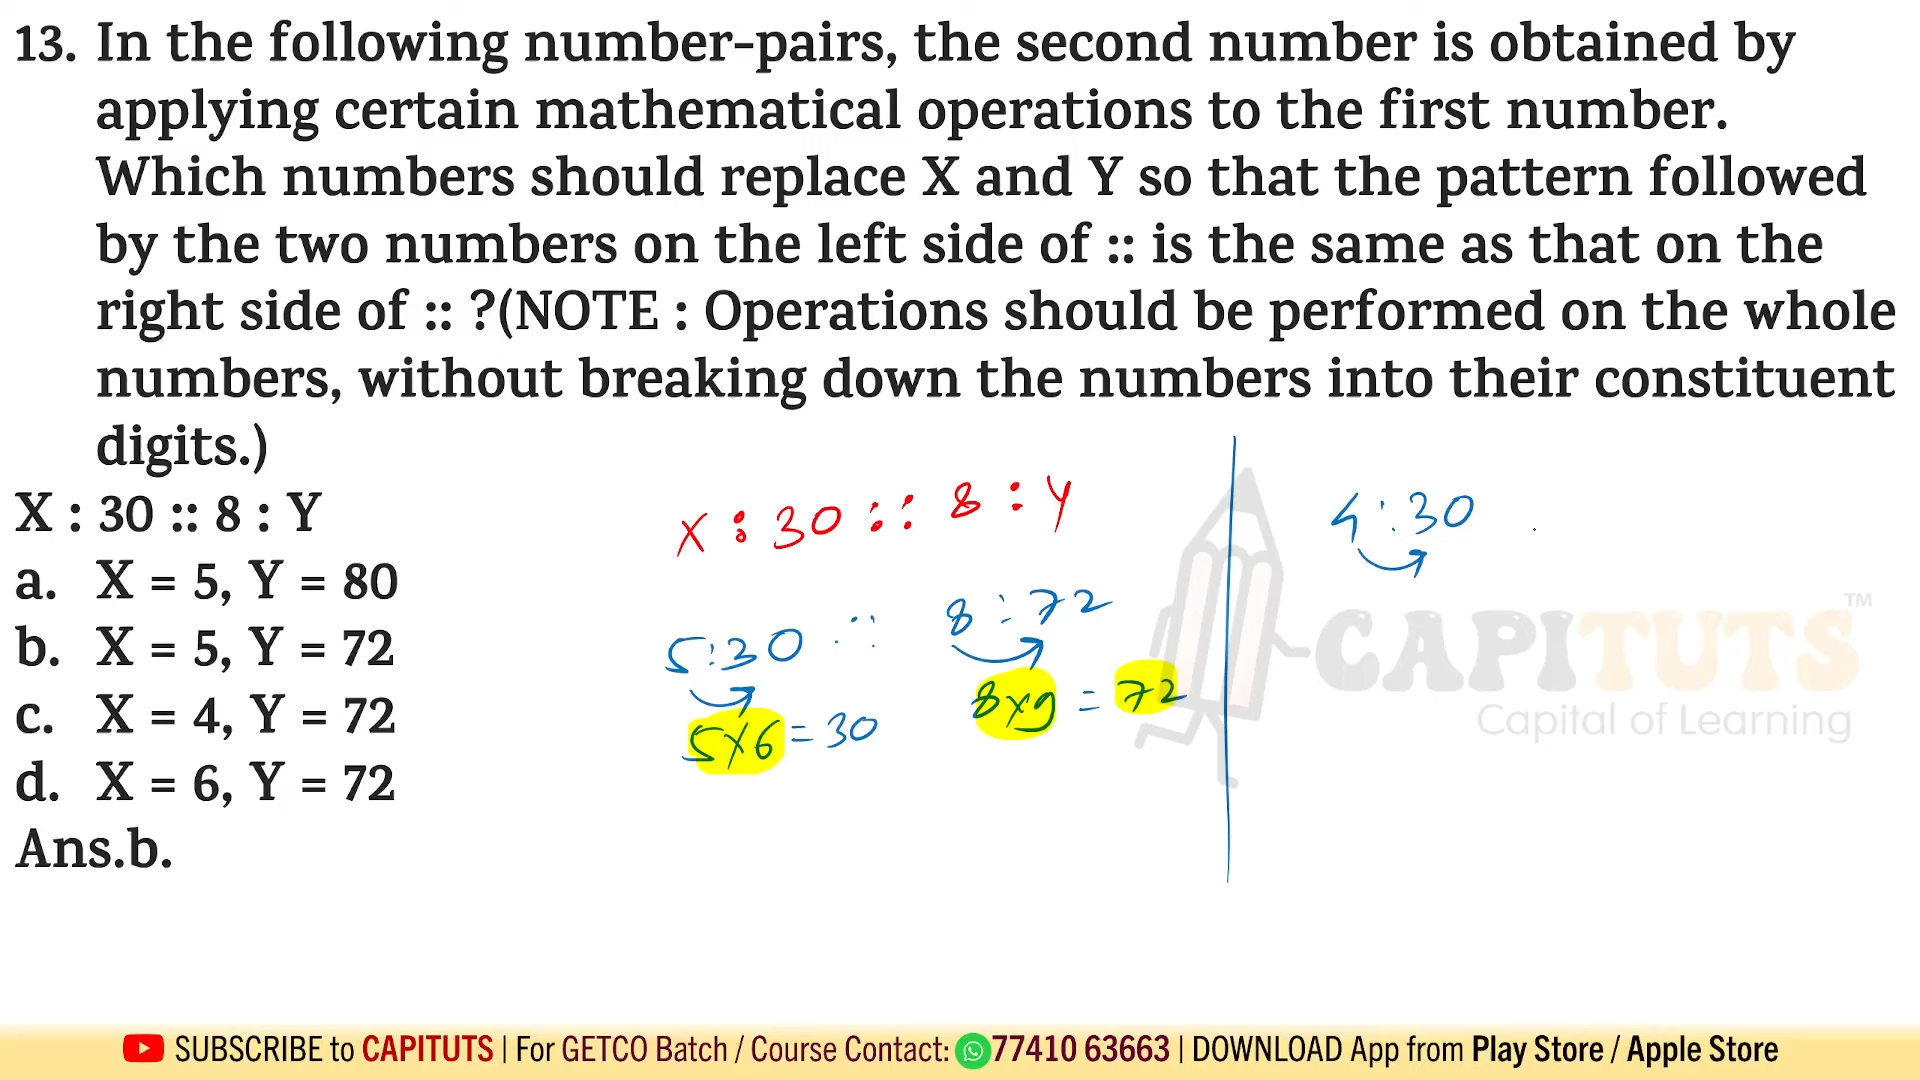 13. In the following number-pairs, the second number is obtained by
applying certain mathematical operations to the first number.
Which numbers should replace X and Y so that the pattern followed
by the two numbers on the left side of :: is the same as that on the
right side of :: ?(NOTE : Operations should be performed on the whole
numbers, without breaking down the numbers into their constituent
digits.)
X : 30 :: 8 : Y
a. X = 5, Y = 80
b. X = 5, Y = 72
c. X = 4, Y = 72
d. X = 6, Y = 72
Ans.b.
X : 30 :: 8 : Y
5:30 :: 8:72
5x6 = 30
8x9 = 72
4:30
CAPITUTS™
Capital of Learning
SUBSCRIBE to CAPITUTS | For GETCO Batch / Course Contact: 77410 63663 | DOWNLOAD App from Play Store / Apple Store